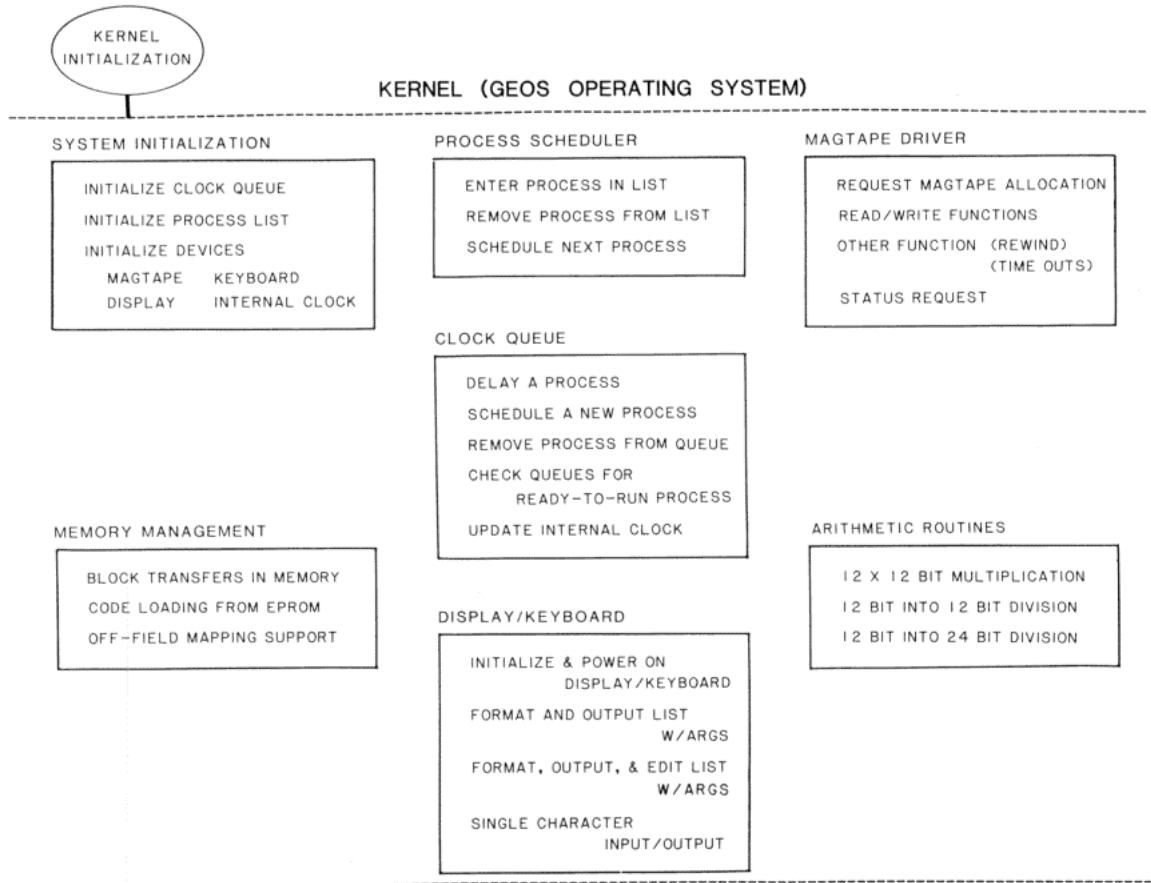 KERNEL
INITIALIZATION
KERNEL (GEOS OPERATING SYSTEM)
SYSTEM INITIALIZATION
INITIALIZE CLOCK QUEUE
INITIALIZE PROCESS LIST
INITIALIZE DEVICES
MAGTAPE KEYBOARD
DISPLAY INTERNAL CLOCK
PROCESS SCHEDULER
ENTER PROCESS IN LIST
REMOVE PROCESS FROM LIST
SCHEDULE NEXT PROCESS
MAGTAPE DRIVER
REQUEST MAGTAPE ALLOCATION
READ/WRITE FUNCTIONS
OTHER FUNCTION (REWIND)
(TIME OUTS)
STATUS REQUEST
CLOCK QUEUE
DELAY A PROCESS
SCHEDULE A NEW PROCESS
REMOVE PROCESS FROM QUEUE
CHECK QUEUES FOR
READY-TO-RUN PROCESS
UPDATE INTERNAL CLOCK
MEMORY MANAGEMENT
BLOCK TRANSFERS IN MEMORY
CODE LOADING FROM EPROM
OFF-FIELD MAPPING SUPPORT
ARITHMETIC ROUTINES
12 X 12 BIT MULTIPLICATION
12 BIT INTO 12 BIT DIVISION
12 BIT INTO 24 BIT DIVISION
DISPLAY/KEYBOARD
INITIALIZE & POWER ON
DISPLAY/KEYBOARD
FORMAT AND OUTPUT LIST
W/ARGS
FORMAT, OUTPUT, & EDIT LIST
W/ARGS
SINGLE CHARACTER
INPUT/OUTPUT